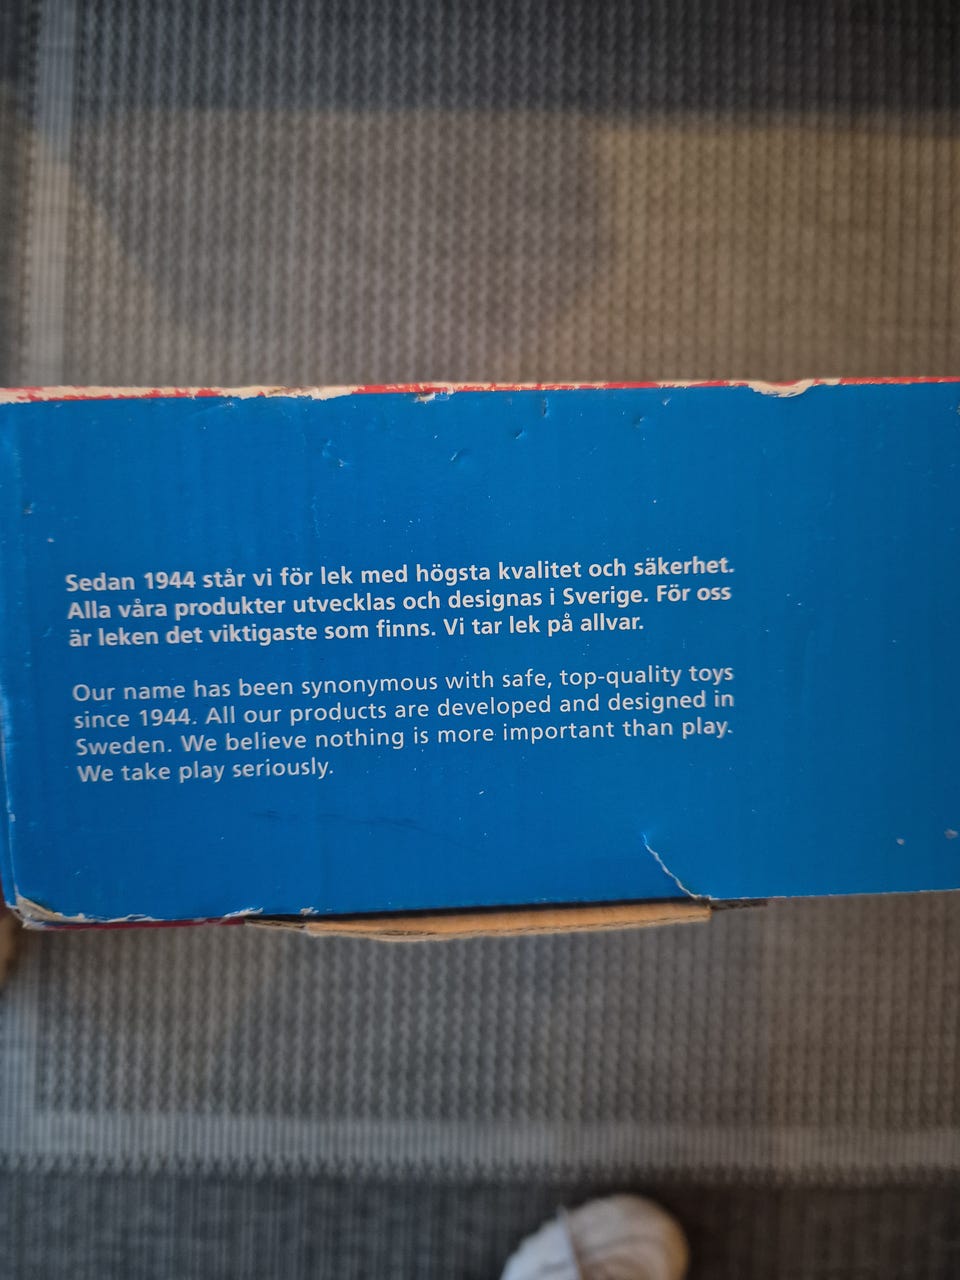 Sedan 1944 står vi för lek med högsta kvalitet och säkerhet.
Alla våra produkter utvecklas och designas i Sverige. För oss
är leken det viktigaste som finns. Vi tar lek på allvar.
Our name has been synonymous with safe, top-quality toys
since 1944. All our products are developed and designed in
Sweden. We believe nothing is more important than play.
We take play seriously.